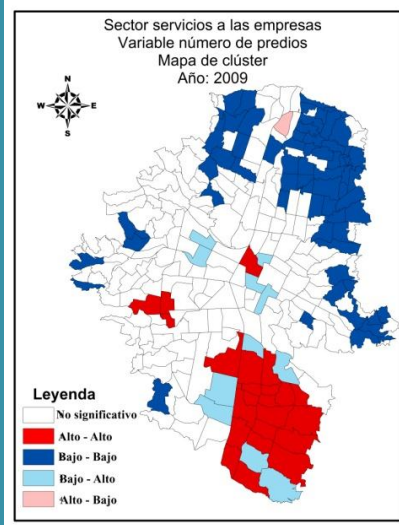 Sector servicios a las empresas
Variable número de predios
Mapa de clúster
Año: 2009
N
W E
S
Leyenda
No significativo
Alto - Alto
Bajo - Bajo
Bajo - Alto
Alto - Bajo